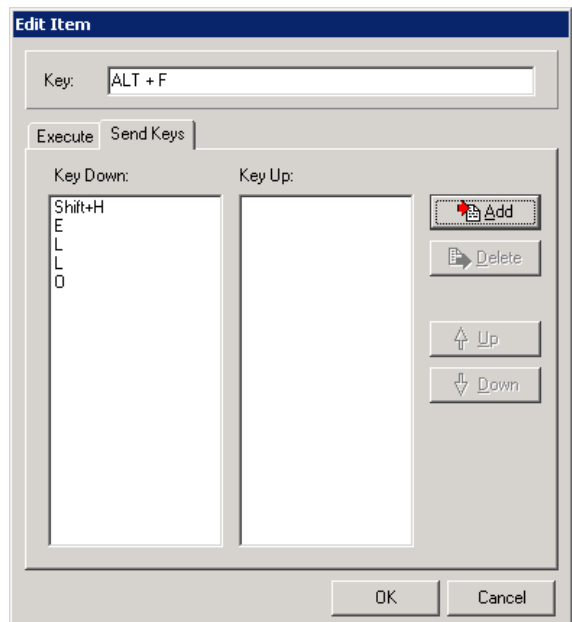 Edit Item
Key: ALT + F
Execute Send Keys
Key Down: Key Up:
Shift+H
E
L
L
O
Add
Delete
Up
Down
OK Cancel